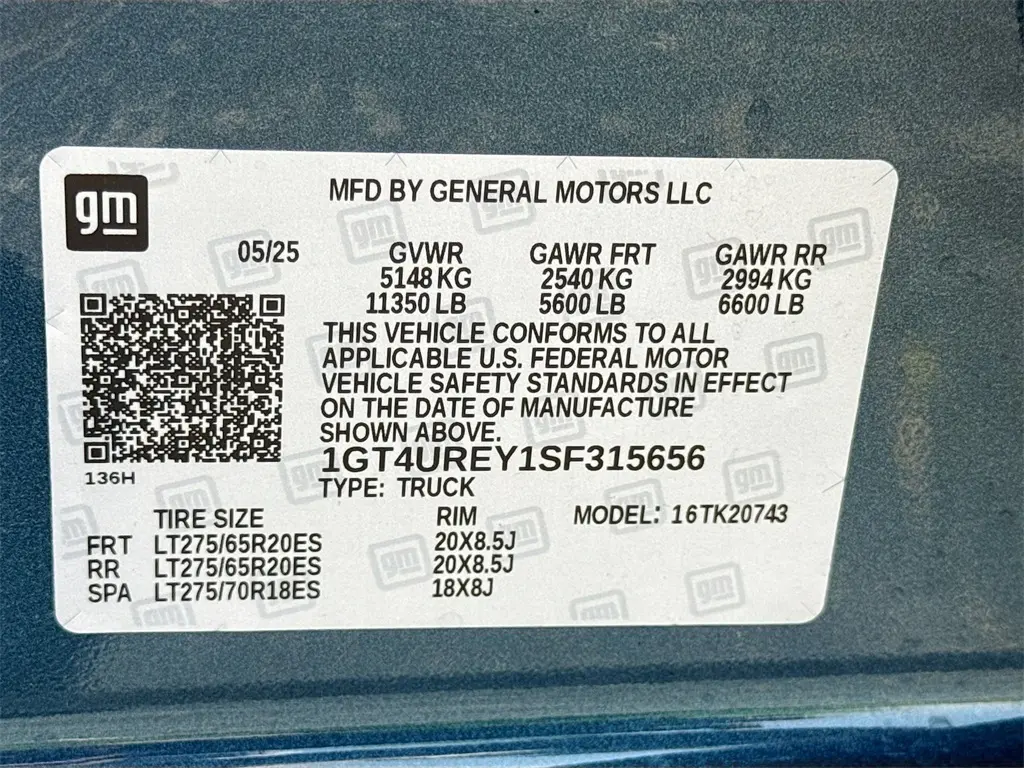 gm
MFD BY GENERAL MOTORS LLC
05/25 GVWR GAWR FRT GAWR RR
5148 KG 2540 KG 2994 KG
11350 LB 5600 LB 6600 LB
THIS VEHICLE CONFORMS TO ALL
APPLICABLE U.S. FEDERAL MOTOR
VEHICLE SAFETY STANDARDS IN EFFECT
ON THE DATE OF MANUFACTURE
SHOWN ABOVE.
1GT4UREY1SF315656
136H
TYPE: TRUCK
TIRE SIZE RIM MODEL: 16TK20743
FRT LT275/65R20ES 20X8.5J
RR LT275/65R20ES 20X8.5J
SPA LT275/70R18ES 18X8J